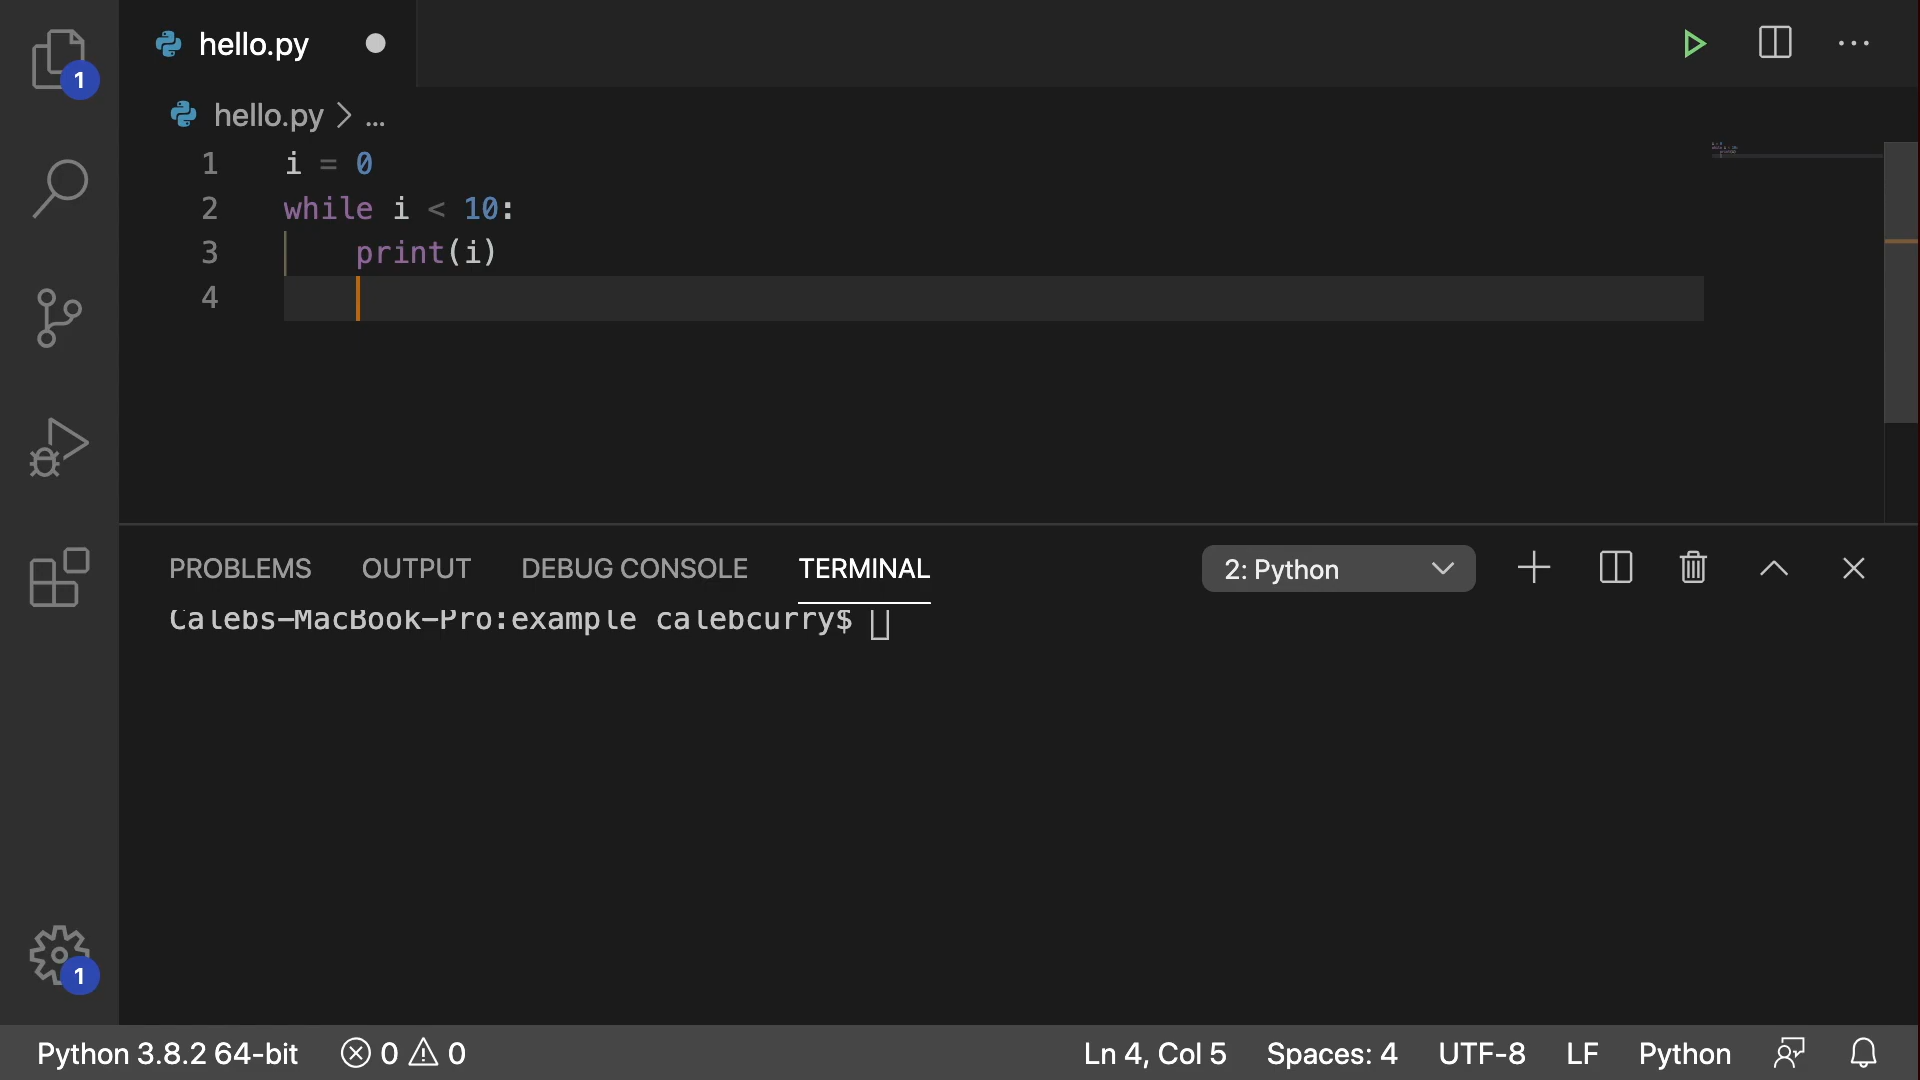 hello.py
hello.py > ...
1 i = 0
2 while i < 10:
3 print(i)
4
PROBLEMS OUTPUT DEBUG CONSOLE TERMINAL 2: Python
Calebs-MacBook-Pro:example calebcurry$
1
1
Python 3.8.2 64-bit 0 0 Ln 4, Col 5 Spaces: 4 UTF-8 LF Python